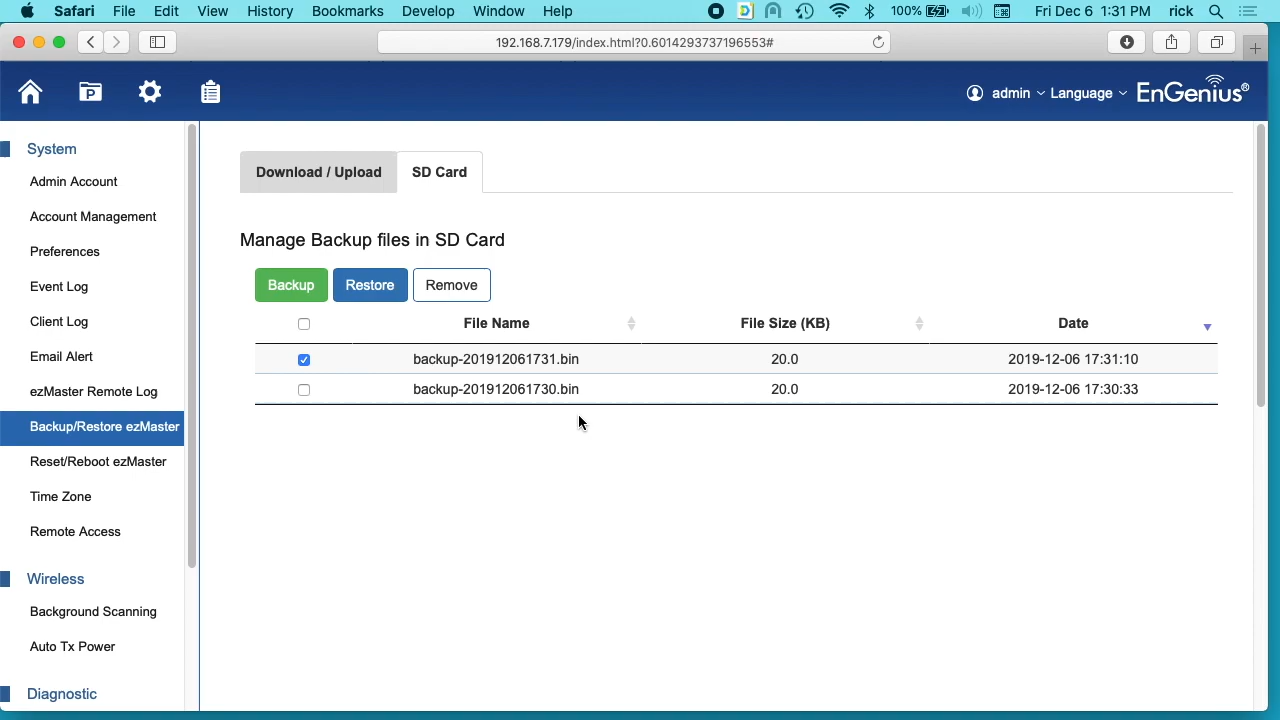 Safari File Edit View History Bookmarks Develop Window Help 100% Fri Dec 6 1:31 PM rick
192.168.7.179/index.html?0.6014293737196553#
admin Language EnGenius®
System
Admin Account
Account Management
Preferences
Event Log
Client Log
Email Alert
ezMaster Remote Log
Backup/Restore ezMaster
Reset/Reboot ezMaster
Time Zone
Remote Access
Wireless
Background Scanning
Auto Tx Power
Diagnostic
Download / Upload SD Card
Manage Backup files in SD Card
Backup Restore Remove
File Name File Size (KB) Date
backup-201912061731.bin 20.0 2019-12-06 17:31:10
backup-201912061730.bin 20.0 2019-12-06 17:30:33